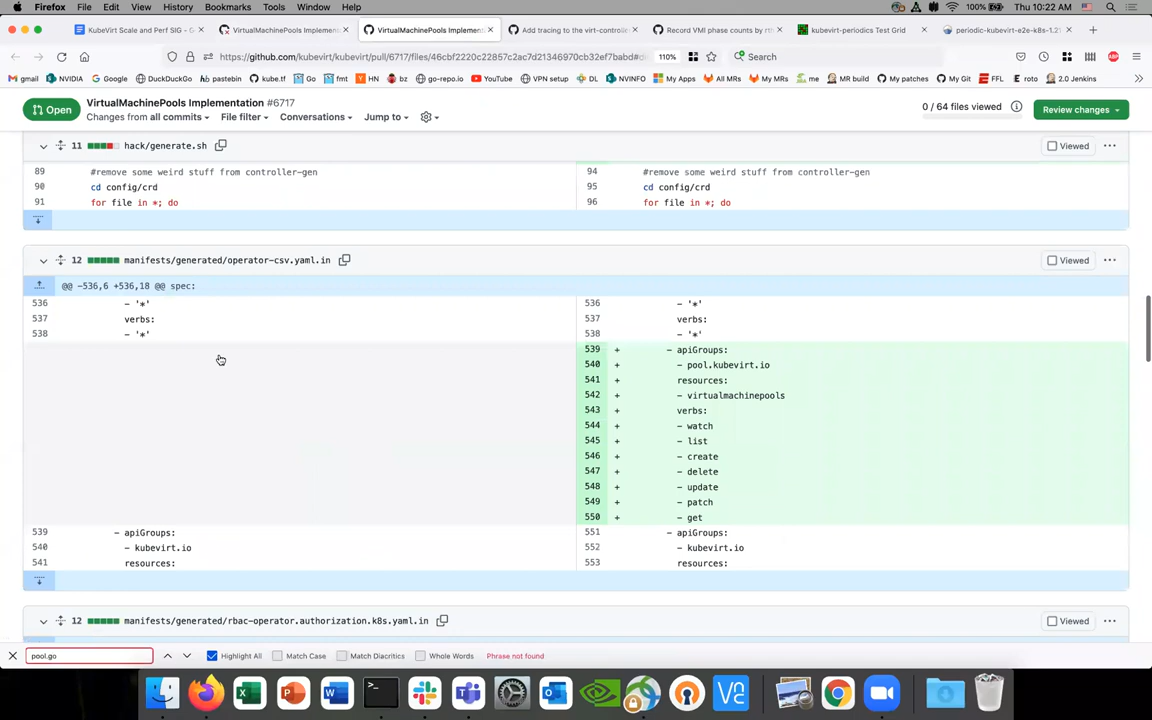 Firefox File Edit View History Bookmarks Tools Window Help 100% Thu 10:22 AM
KubeVirt Scale and Perf SIG - G VirtualMachinePools Implemen VirtualMachinePools Implement Add tracing to the virt-controlle Record VMI phase counts by rt kubevirt-periodics Test Grid periodic-kubevirt-e2e-k8s-1.2
https://github.com/kubevirt/kubevirt/pull/6717/files/46cbf2220c22857c2ac7d21346970cb32ef7babd# 110% Search
gmail NVIDIA DuckDuckGo pastebin kube.tf Go FMT HN bz go-repo.io YouTube VPN setup DL NVINFO My Apps All MRs My MRs me MR build My patches My Git FFL roto 2.0 Jenkins
Open
VirtualMachinePools Implementation #6717
Changes from all commits File filter Conversations Jump to
0 / 64 files viewed
Review changes
11 hack/generate.sh Viewed
89 #remove some weird stuff from controller-gen 94 #remove some weird stuff from controller-gen
90 cd config/crd 95 cd config/crd
91 for file in *; do 96 for file in *; do
12 manifests/generated/operator-csv.yaml.in Viewed
@@ -536,6 +536,18 @@ spec:
536 - '*' 536 - '*'
537 verbs: 537 verbs:
538 - '*' 538 - '*'
539 + - apiGroups:
540 + - pool.kubevirt.io
541 + resources:
542 + - virtualmachinepools
543 + verbs:
544 + - watch
545 + - list
546 + - create
547 + - delete
548 + - update
549 + - patch
550 + - get
539 - apiGroups: 551 - apiGroups:
540 - kubevirt.io 552 - kubevirt.io
541 resources: 553 resources:
12 manifests/generated/rbac-operator.authorization.k8s.yaml.in Viewed
pool.go Highlight All Match Case Match Diacritics Whole Words Phrase not found